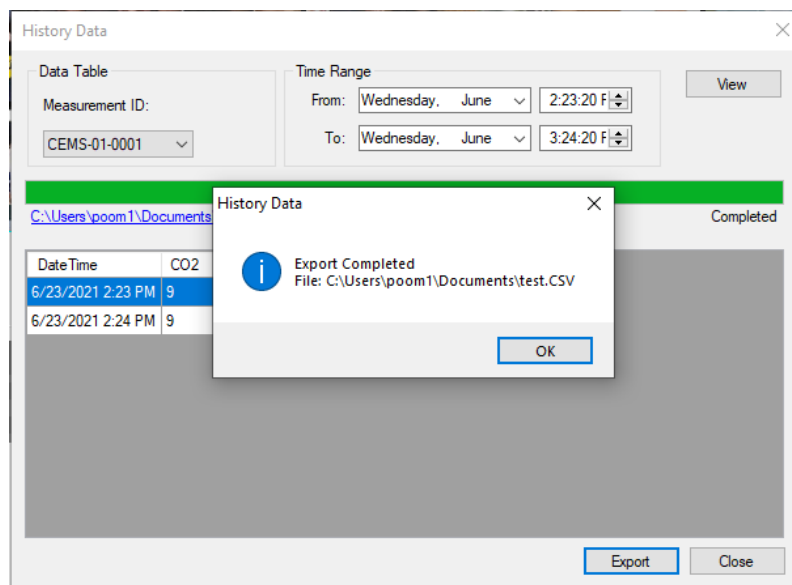 History Data
Data Table
Measurement ID:
CEMS-01-0001
Time Range
From: Wednesday, June 2:23:20
To: Wednesday, June 3:24:20
View
C:\Users\poom1\Documents
Completed
History Data
Export Completed
File: C:\Users\poom1\Documents\test.CSV
OK
DateTime CO2
6/23/2021 2:23 PM 9
6/23/2021 2:24 PM 9
Export Close